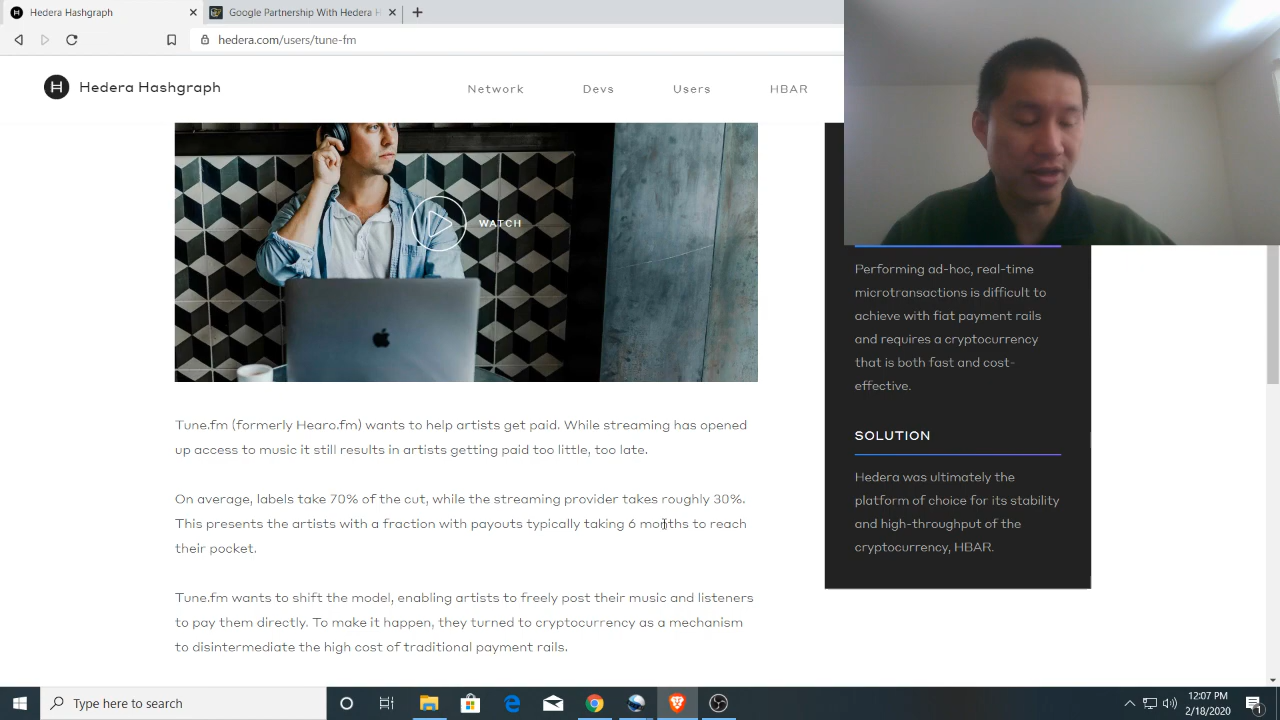 Hedera Hashgraph
Google Partnership With Hedera H
hedera.com/users/tune-fm
Hedera Hashgraph
Network
Devs
Users
HBAR
WATCH
Tune.fm (formerly Hearo.fm) wants to help artists get paid. While streaming has opened
up access to music it still results in artists getting paid too little, too late.
On average, labels take 70% of the cut, while the streaming provider takes roughly 30%.
This presents the artists with a fraction with payouts typically taking 6 months to reach
their pocket.
Tune.fm wants to shift the model, enabling artists to freely post their music and listeners
to pay them directly. To make it happen, they turned to cryptocurrency as a mechanism
to disintermediate the high cost of traditional payment rails.
Performing ad-hoc, real-time
microtransactions is difficult to
achieve with fiat payment rails
and requires a cryptocurrency
that is both fast and cost-
effective.
SOLUTION
Hedera was ultimately the
platform of choice for its stability
and high-throughput of the
cryptocurrency, HBAR.
Type here to search
12:07 PM
2/18/2020
1